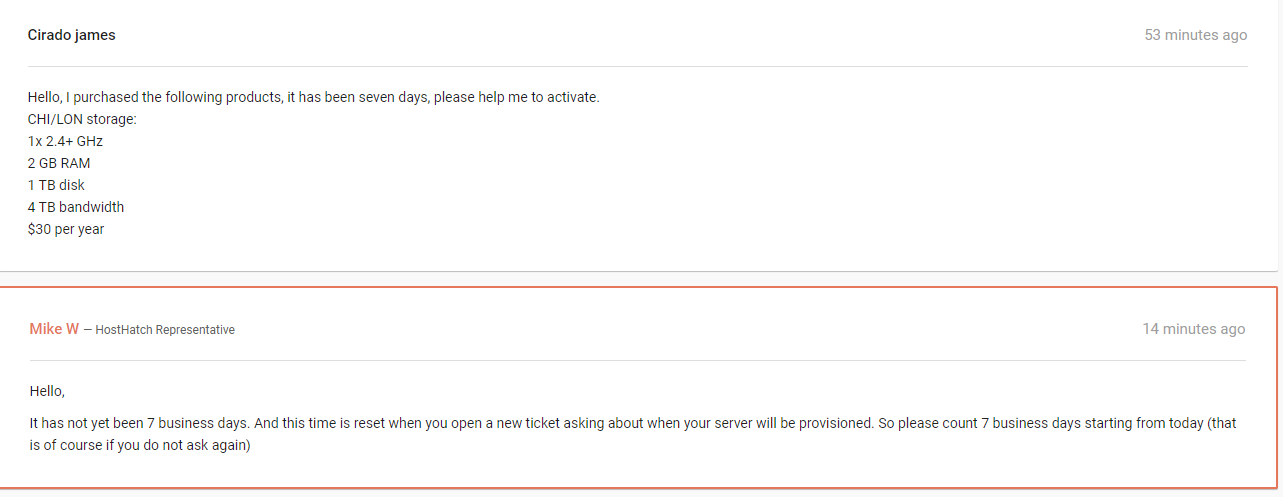 Cirado james
53 minutes ago
Hello, I purchased the following products, it has been seven days, please help me to activate.
CHI/LON storage:
1x 2.4+ GHz
2 GB RAM
1 TB disk
4 TB bandwidth
$30 per year
Mike W – HostHatch Representative
14 minutes ago
Hello,
It has not yet been 7 business days. And this time is reset when you open a new ticket asking about when your server will be provisioned. So please count 7 business days starting from today (that
is of course if you do not ask again)